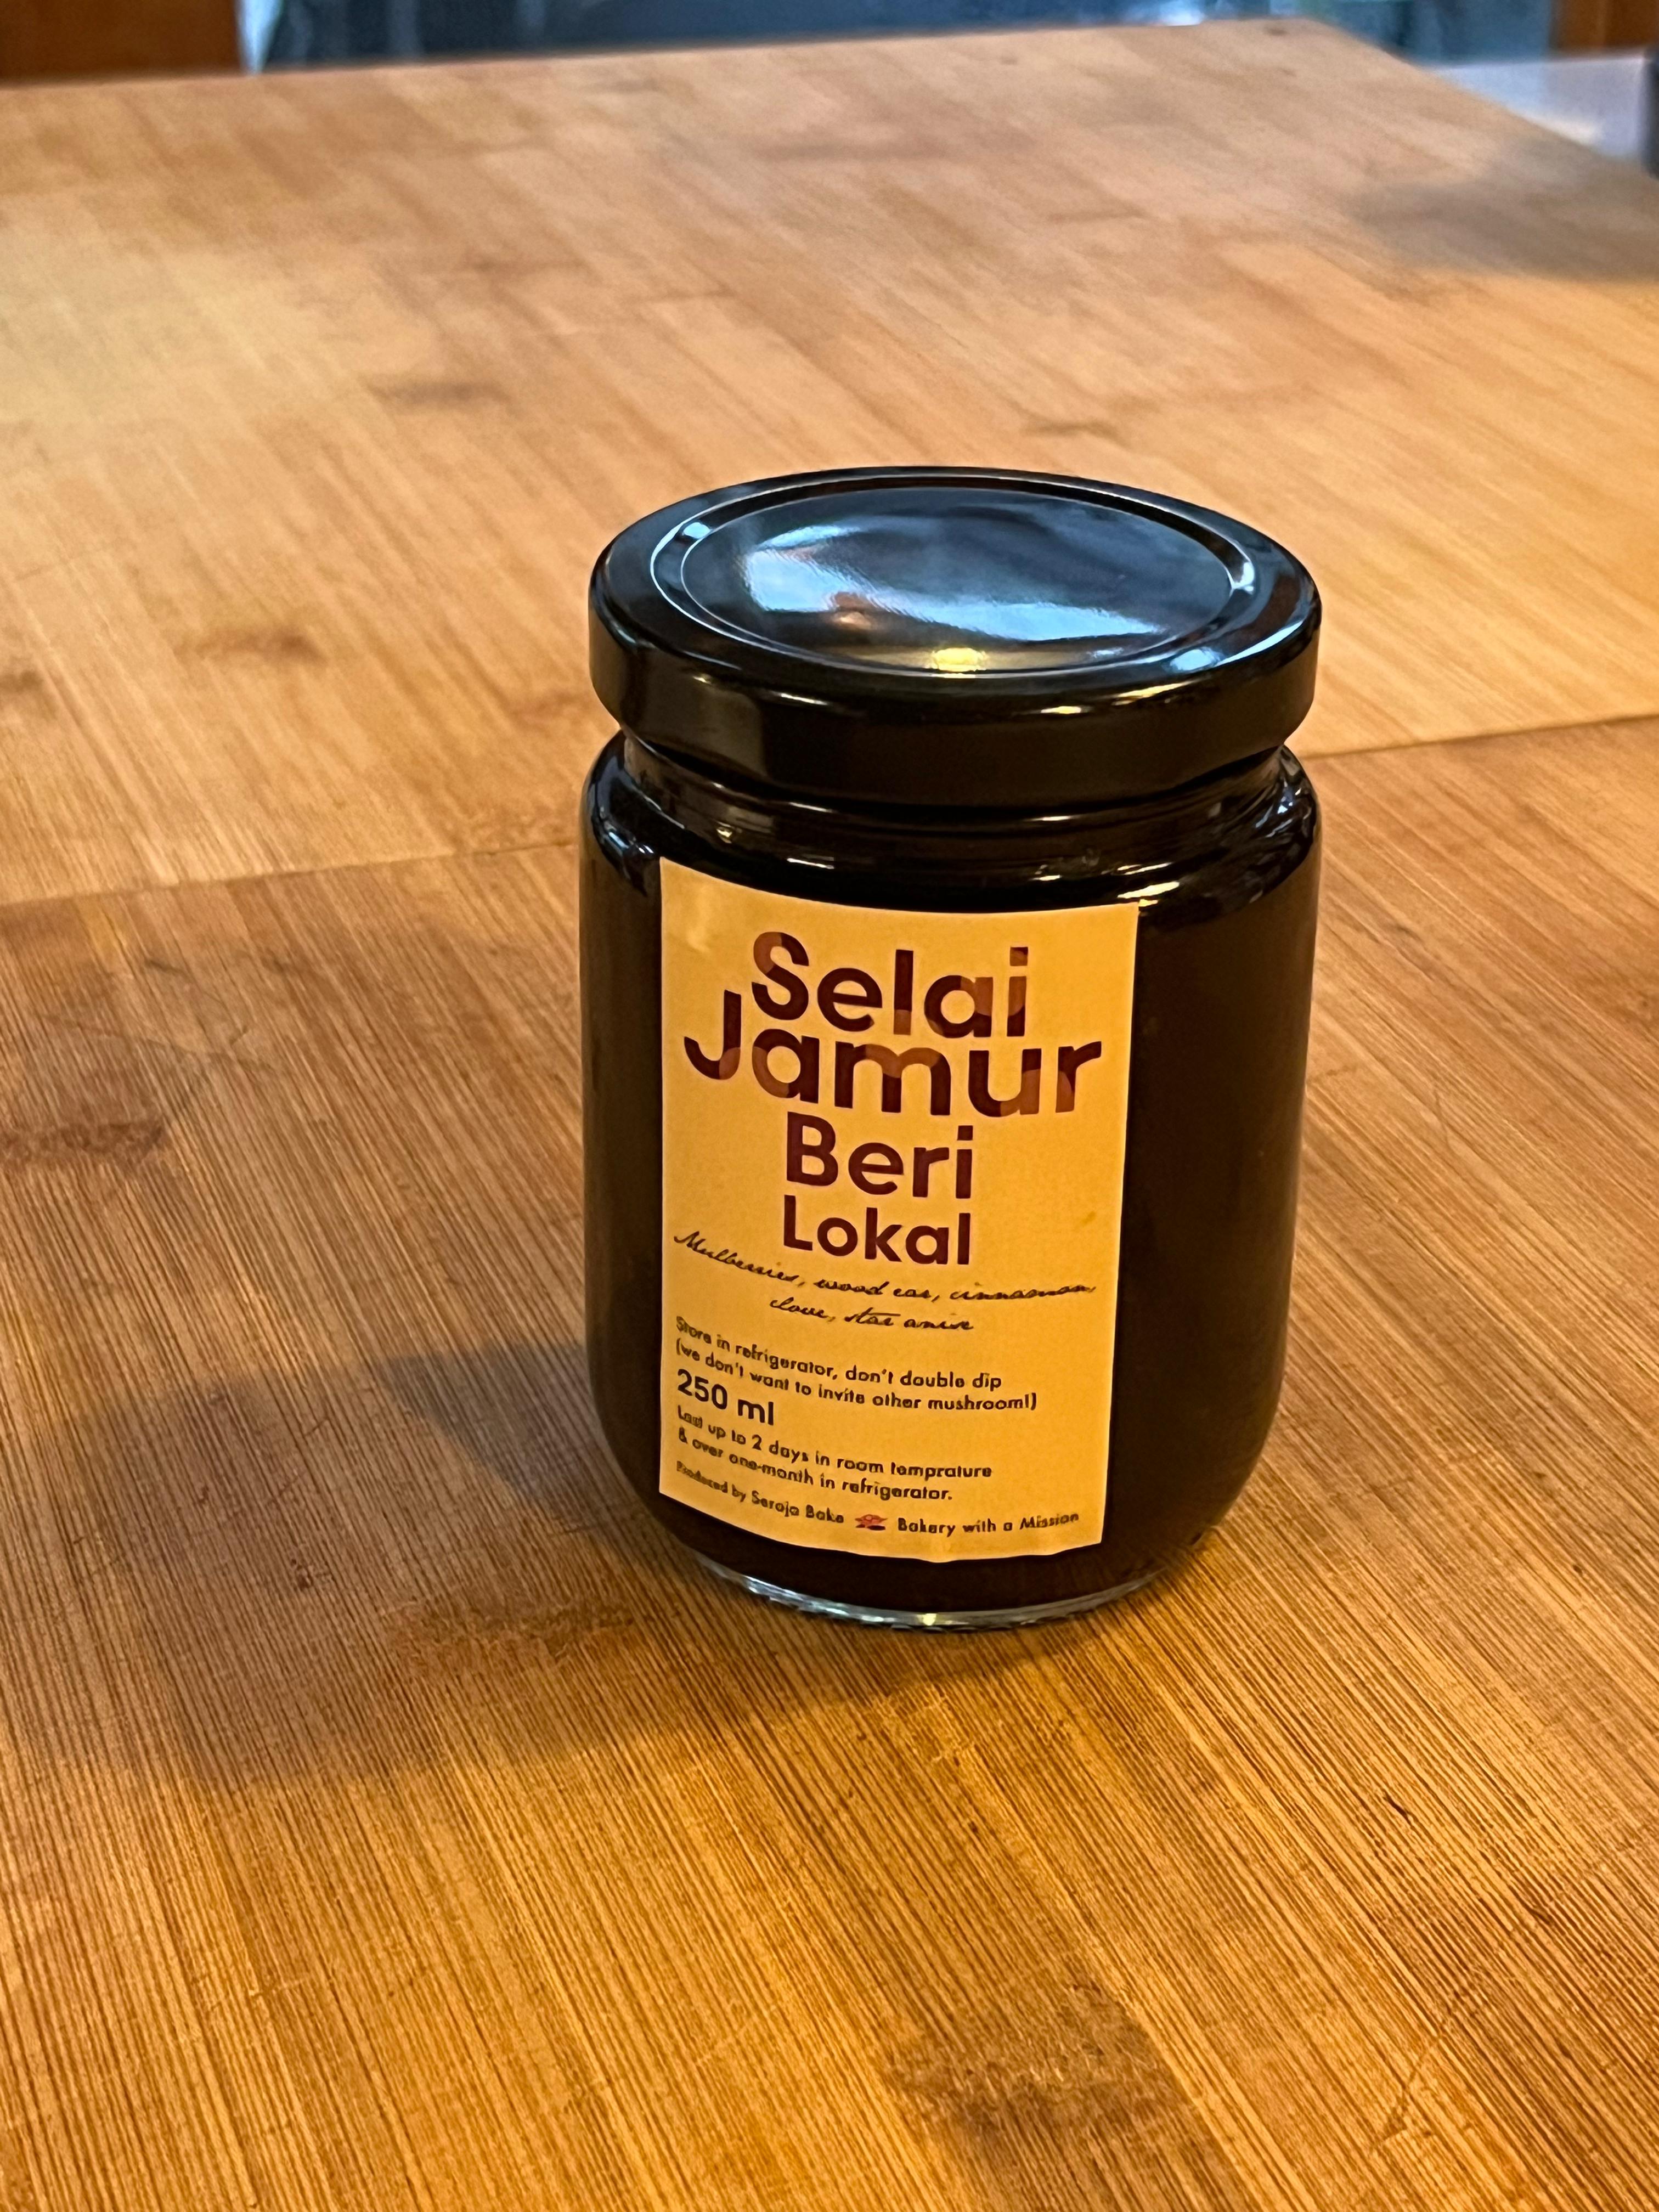 Selai
Jamur
Beri
Lokal
Mulberries, wood ear, cinnamon,
clove, star anise
Store in refrigerator, don't double dip
(we don't want to invite other mushroom!)
250 ml
Last up to 2 days in room temprature
& over one-month in refrigerator.
Produced by Seroja Bake Bakery with a Mission